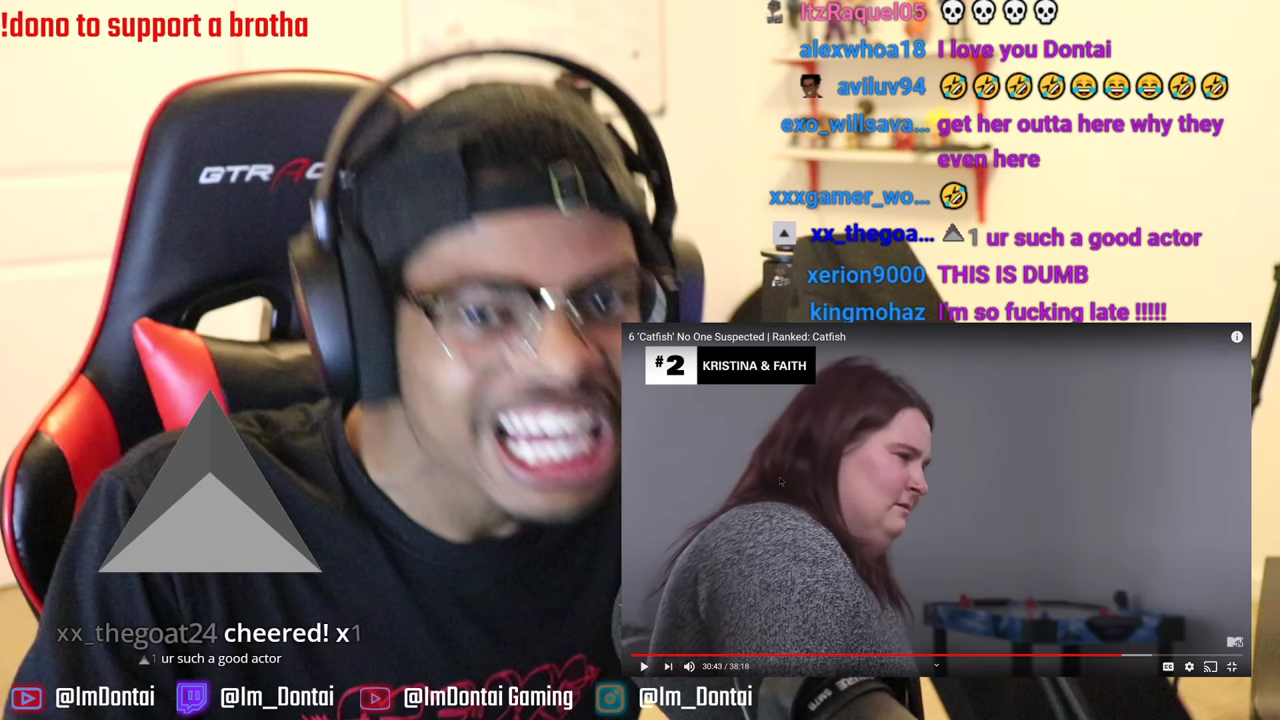 !dono to support a brotha
ItzRaquel05 💀💀💀💀
alexwhoa18 I love you Dontai
aviluv94 🤣🤣🤣🤣😂😂😂🤣🤣
exo_willsava... get her outta here why they
even here
xxxgamer_wo... 🤣
xx_thegoa... 1 ur such a good actor
xerion9000 THIS IS DUMB
kingmohaz I'm so fucking late !!!!!
GTRAC
6 'Catfish' No One Suspected | Ranked: Catfish
#2 KRISTINA & FAITH
xx_thegoat24 cheered! x1
1 ur such a good actor
30:43 / 38:18
@ImDontai @Im_Dontai @ImDontai Gaming @Im_Dontai